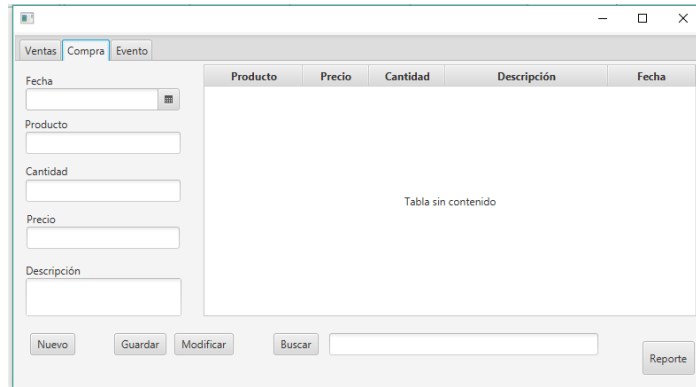 Ventas Compra Evento
Fecha
Producto
Cantidad
Precio
Descripción
Producto Precio Cantidad Descripción Fecha
Tabla sin contenido
Nuevo Guardar Modificar Buscar
Reporte